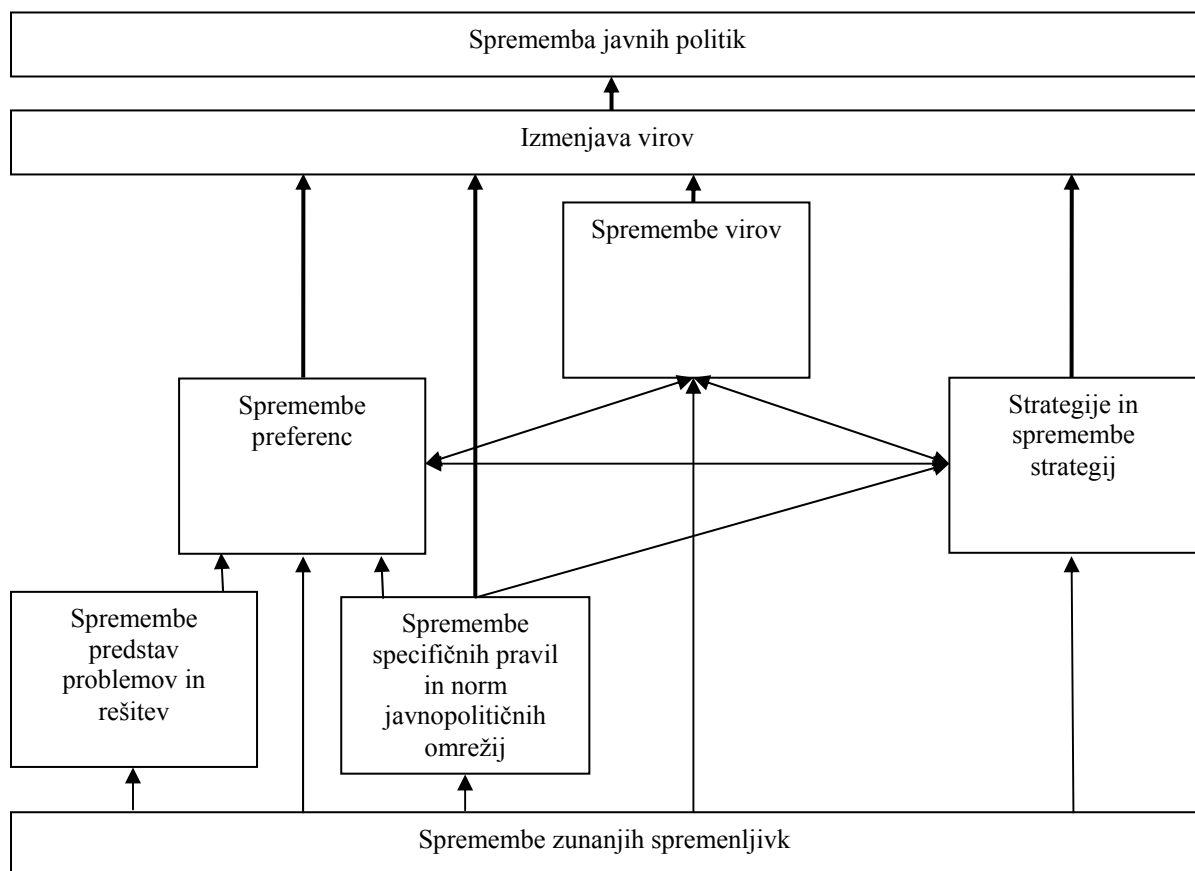 Sprememba javnih politik
Izmenjava virov
Spremembe virov
Spremembe
preferenc
Strategije in
spremembe
strategij
Spremembe
predstav
problemov in
rešitev
Spremembe
specifičnih pravil
in norm
javnopolitičnih
omrežij
Spremembe zunanjih spremenljivk